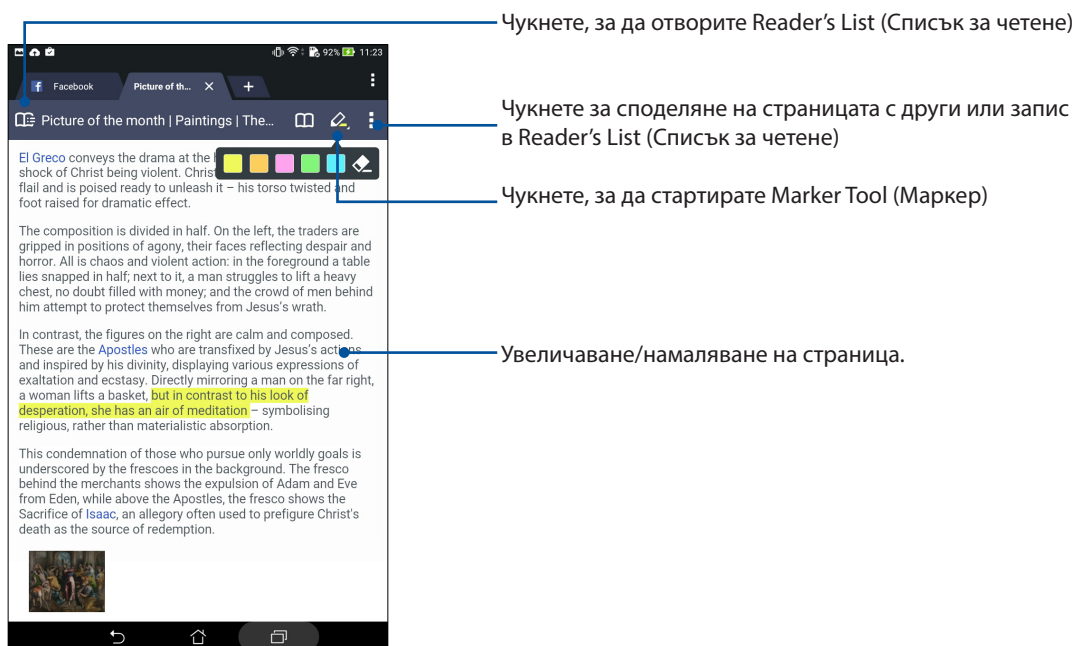 Чукнете, за да отворите Reader's List (Списък за четене)
92% 11:23
Facebook Picture of th...
Picture of the month | Paintings | The...
Чукнете за споделяне на страницата с други или запис
в Reader's List (Списък за четене)
El Greco conveys the drama at the
shock of Christ being violent. Chris
flail and is poised ready to unleash it – his torso twisted and
foot raised for dramatic effect.
Чукнете, за да стартирате Marker Tool (Маркер)
The composition is divided in half. On the left, the traders are
gripped in positions of agony, their faces reflecting despair and
horror. All is chaos and violent action: in the foreground a table
lies snapped in half; next to it, a man struggles to lift a heavy
chest, no doubt filled with money; and the crowd of men behind
him attempt to protect themselves from Jesus's wrath.
In contrast, the figures on the right are calm and composed.
These are the Apostles who are transfixed by Jesus's actions
and inspired by his divinity, displaying various expressions of
exaltation and ecstasy. Directly mirroring a man on the far right,
a woman lifts a basket, but in contrast to his look of
desperation, she has an air of meditation – symbolising
religious, rather than materialistic absorption.
Увеличаване/намаляване на страница.
This condemnation of those who pursue only worldly goals is
underscored by the frescoes in the background. The fresco
behind the merchants shows the expulsion of Adam and Eve
from Eden, while above the Apostles, the fresco shows the
Sacrifice of Isaac, an allegory often used to prefigure Christ's
death as the source of redemption.